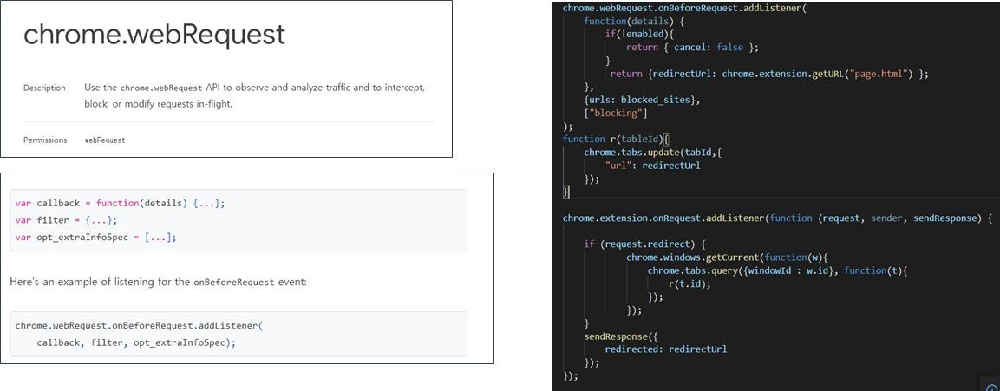 chrome.webRequest
Description
Use the chrome.webRequest API to observe and analyze traffic and to intercept,
block, or modify requests in-flight.
Permissions
webRequest
var callback = function(details) {...};
var filter = {...};
var opt_extraInfoSpec = [...];
Here's an example of listening for the onBeforeRequest event:
chrome.webRequest.onBeforeRequest.addListener(
    callback, filter, opt_extraInfoSpec);
chrome.webRequest.onBeforeRequest.addListener(
    function(details) {
        if(!enabled){
            return { cancel: false };
        }
         return {redirectUrl: chrome.extension.getURL("page.html") };
    },
    {urls: blocked_sites},
    ["blocking"]
);
function r(tableId){
    chrome.tabs.update(tabId,{
        "url": redirectUrl
    });
}
chrome.extension.onRequest.addListener(function (request, sender, sendResponse) {
    if (request.redirect) {
            chrome.windows.getCurrent(function(w){
                chrome.tabs.query({windowId : w.id}, function(t){
                    r(t.id);
                });
            });
    }
    sendResponse({
        redirected: redirectUrl
    });
});